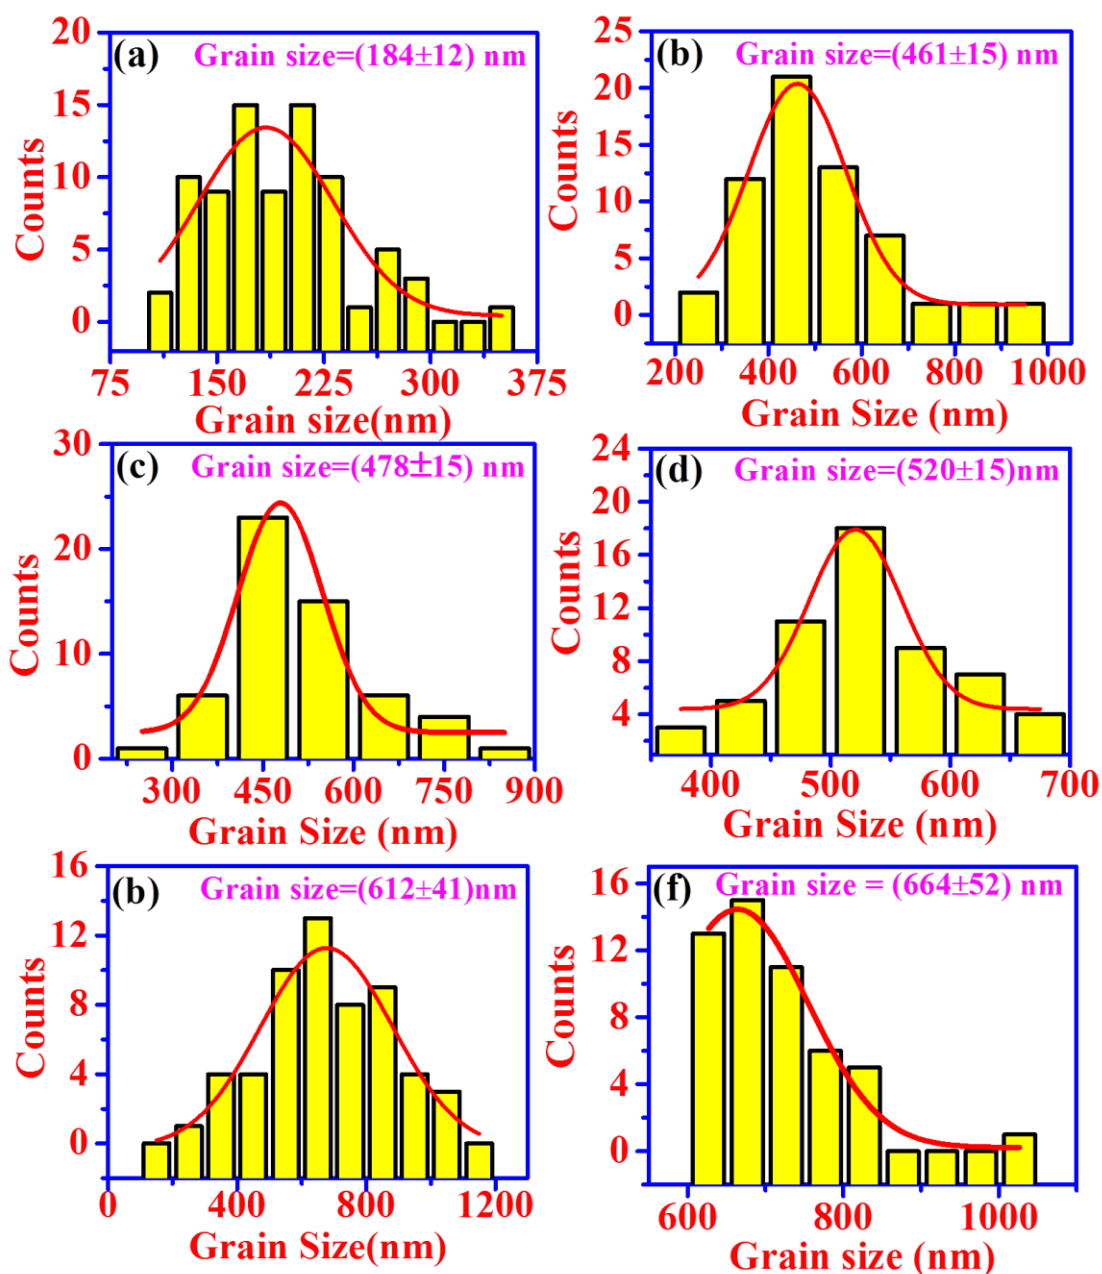 (a) Grain size=(184±12) nm
Counts
20
15
10
5
0
75 150 225 300 375
Grain size(nm)
(b) Grain size=(461±15) nm
Counts
25
20
15
10
5
0
200 400 600 800 1000
Grain Size (nm)
(c) Grain size=(478±15) nm
Counts
30
20
10
0
300 450 600 750 900
Grain Size (nm)
(d) Grain size=(520±15)nm
Counts
24
20
16
12
8
4
400 500 600 700
Grain Size (nm)
(b) Grain size=(612±41)nm
Counts
16
12
8
4
0
0 400 800 1200
Grain Size(nm)
(f) Grain size = (664±52) nm
Counts
16
12
8
4
0
600 800 1000
Grain size (nm)